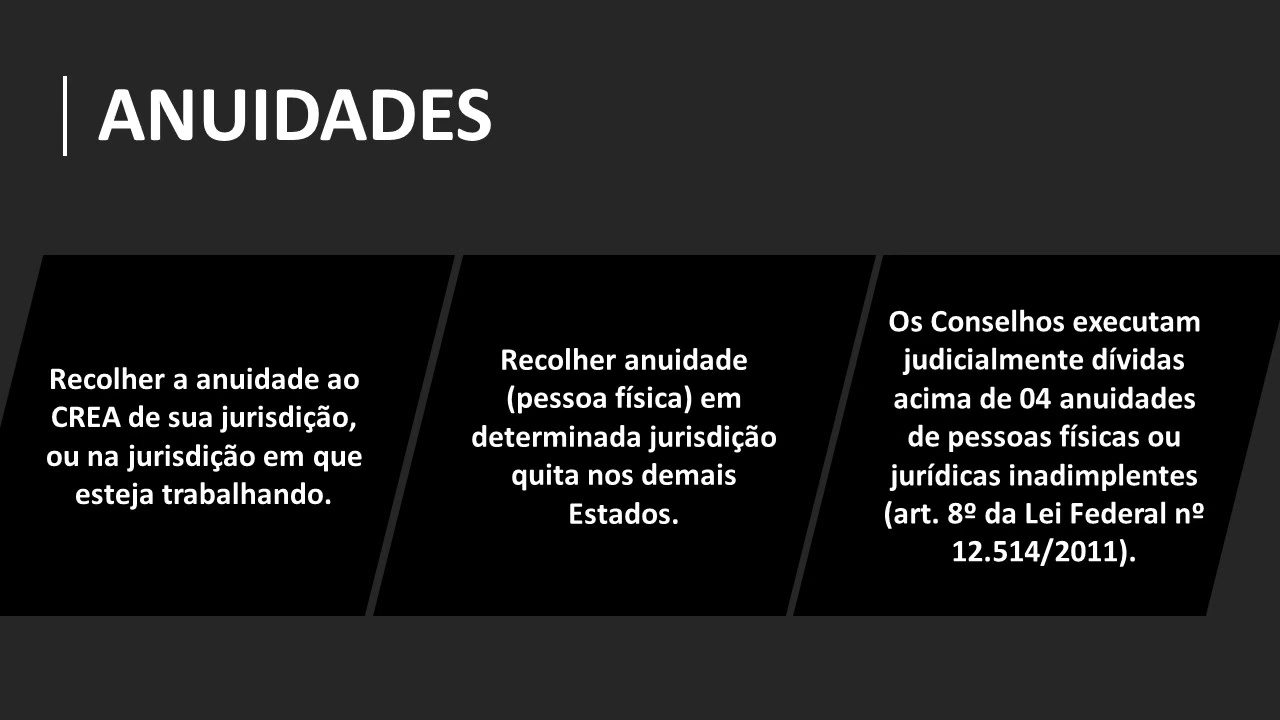 ANUIDADES
Recolher a anuidade ao
CREA de sua jurisdição,
ou na jurisdição em que
esteja trabalhando.
Recolher anuidade
(pessoa física) em
determinada jurisdição
quita nos demais
Estados.
Os Conselhos executam
judicialmente dívidas
acima de 04 anuidades
de pessoas físicas ou
jurídicas inadimplentes
(art. 8º da Lei Federal nº
12.514/2011).